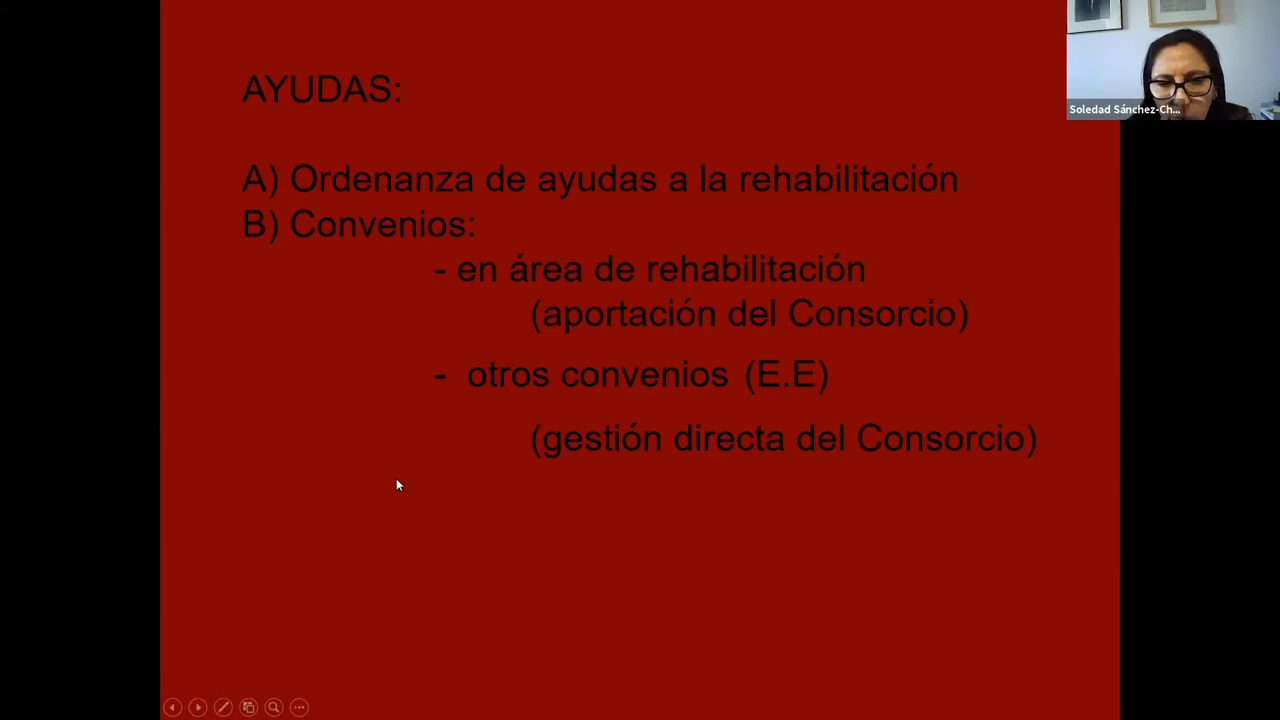 AYUDAS:
A) Ordenanza de ayudas a la rehabilitación
B) Convenios:
- en área de rehabilitación
(aportación del Consorcio)
- otros convenios (E.E)
(gestión directa del Consorcio)
Soledad Sánchez-Ch...